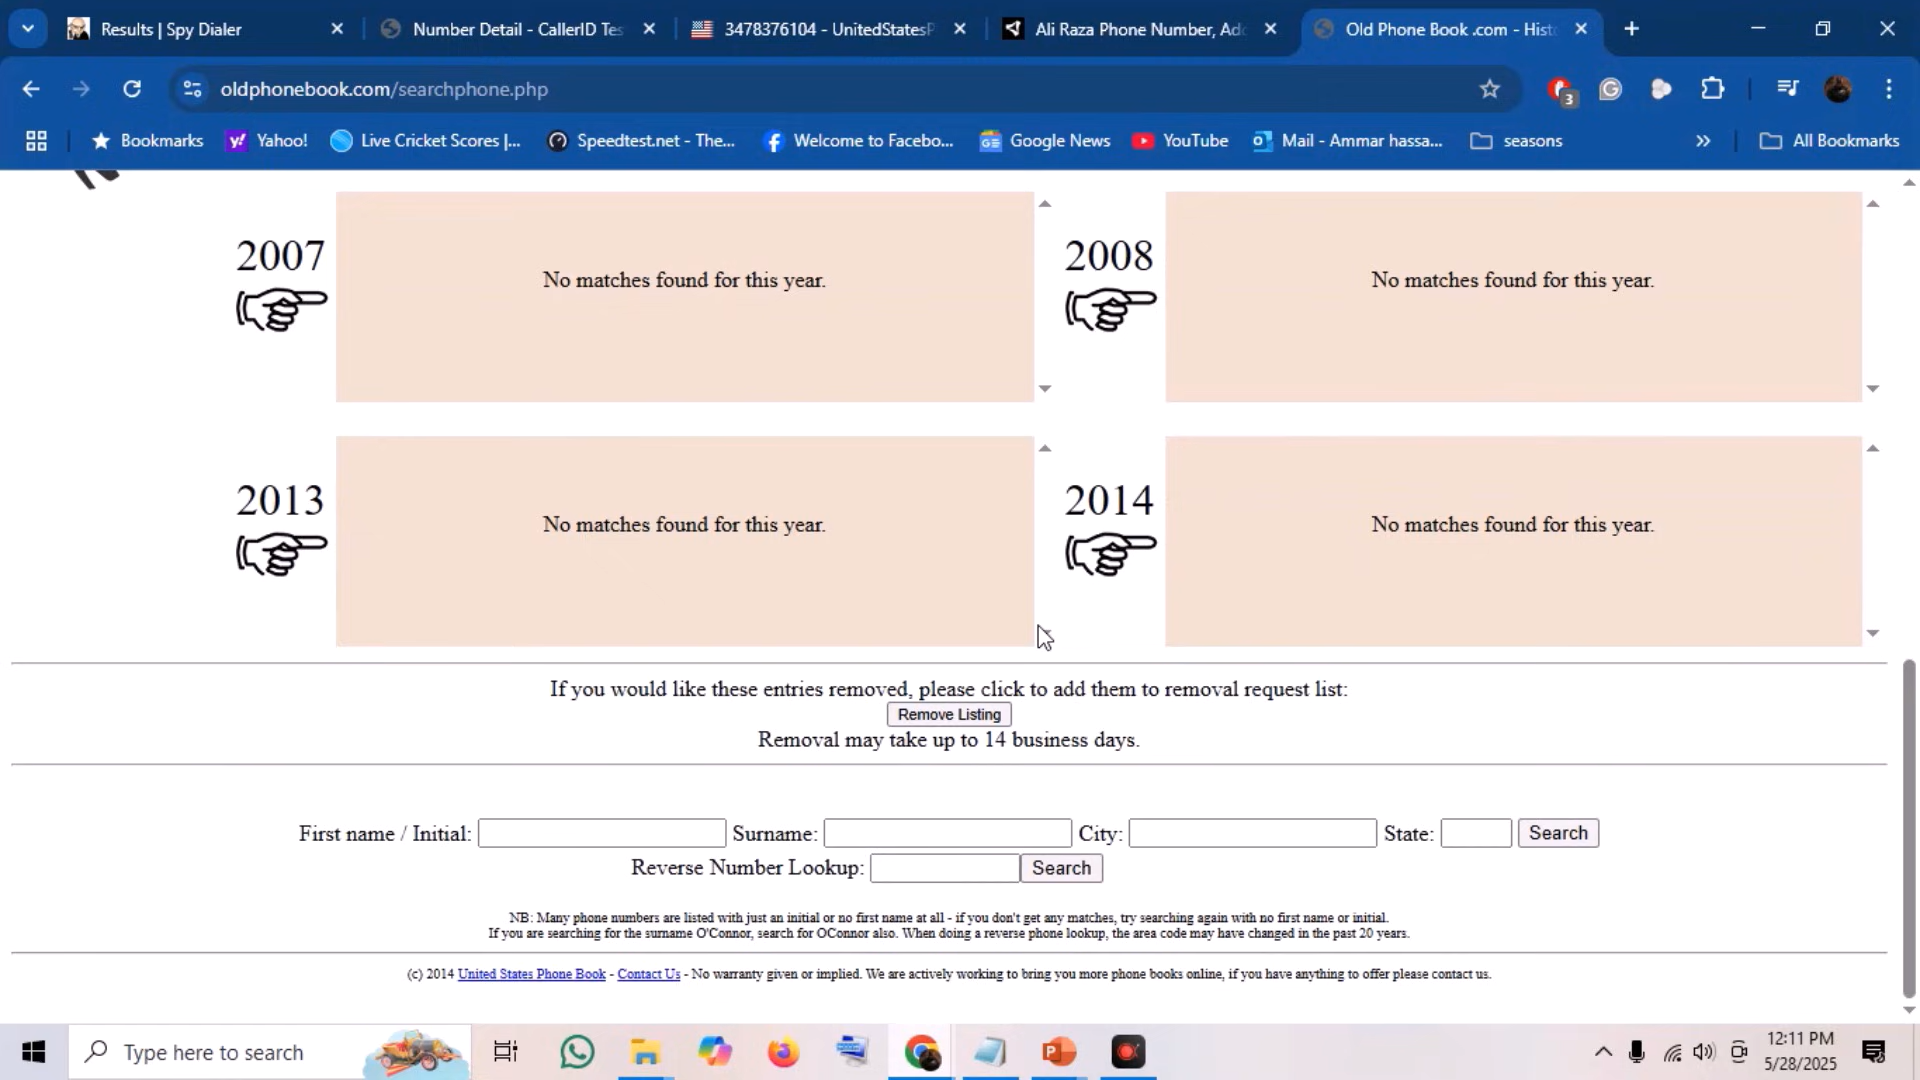 Results | Spy Dialer
Number Detail - CallerID Tes
3478376104 - UnitedStatesP
Ali Raza Phone Number, Add
Old Phone Book .com - Histo
oldphonebook.com/searchphone.php
3
Bookmarks
Yahoo!
Live Cricket Scores |...
Speedtest.net - The...
Welcome to Facebo...
Google News
YouTube
Mail - Ammar hassa...
seasons
All Bookmarks
2007
No matches found for this year.
2008
No matches found for this year.
2013
No matches found for this year.
2014
No matches found for this year.
If you would like these entries removed, please click to add them to removal request list:
Remove Listing
Removal may take up to 14 business days.
First name / Initial:
Surname:
City:
State:
Search
Reverse Number Lookup:
Search
NB: Many phone numbers are listed with just an initial or no first name at all - if you don't get any matches, try searching again with no first name or initial.
If you are searching for the surname O'Connor, search for OConnor also. When doing a reverse phone lookup, the area code may have changed in the past 20 years.
(c) 2014 United States Phone Book - Contact Us - No warranty given or implied. We are actively working to bring you more phone books online, if you have anything to offer please contact us.
Type here to search
12:11 PM
5/28/2025